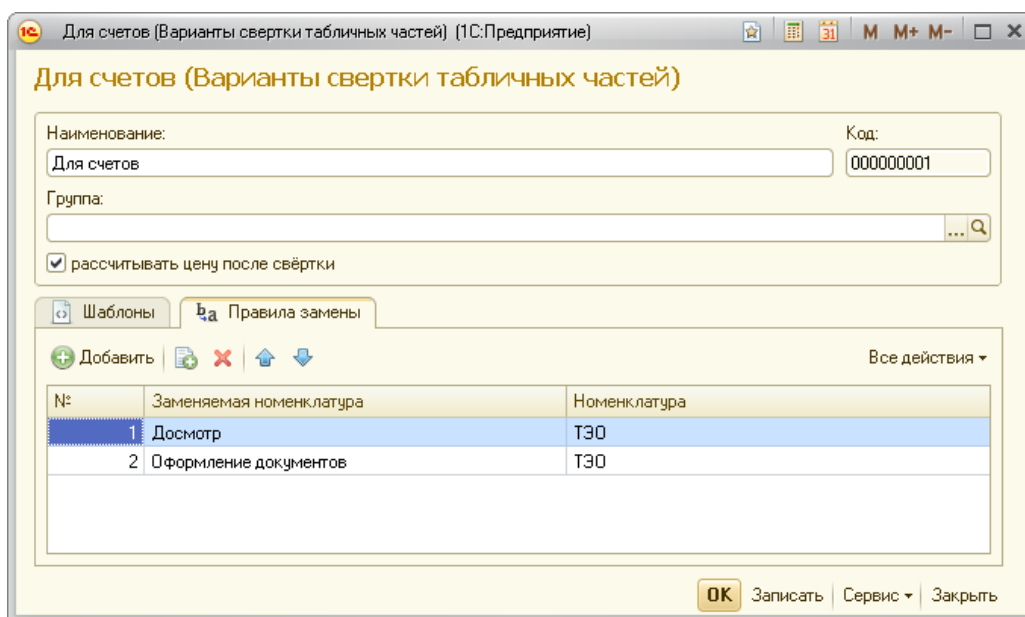 1С Для счетов (Варианты свертки табличных частей) (1С:Предприятие) 31 M M+ M-
Для счетов (Варианты свертки табличных частей)
Наименование: Код:
Для счетов 000000001
Группа:
...
рассчитывать цену после свёртки
Шаблоны Правила замены
Добавить Все действия
№ Заменяемая номенклатура Номенклатура
1 Досмотр ТЭО
2 Оформление документов ТЭО
ОК Записать Сервис Закрыть